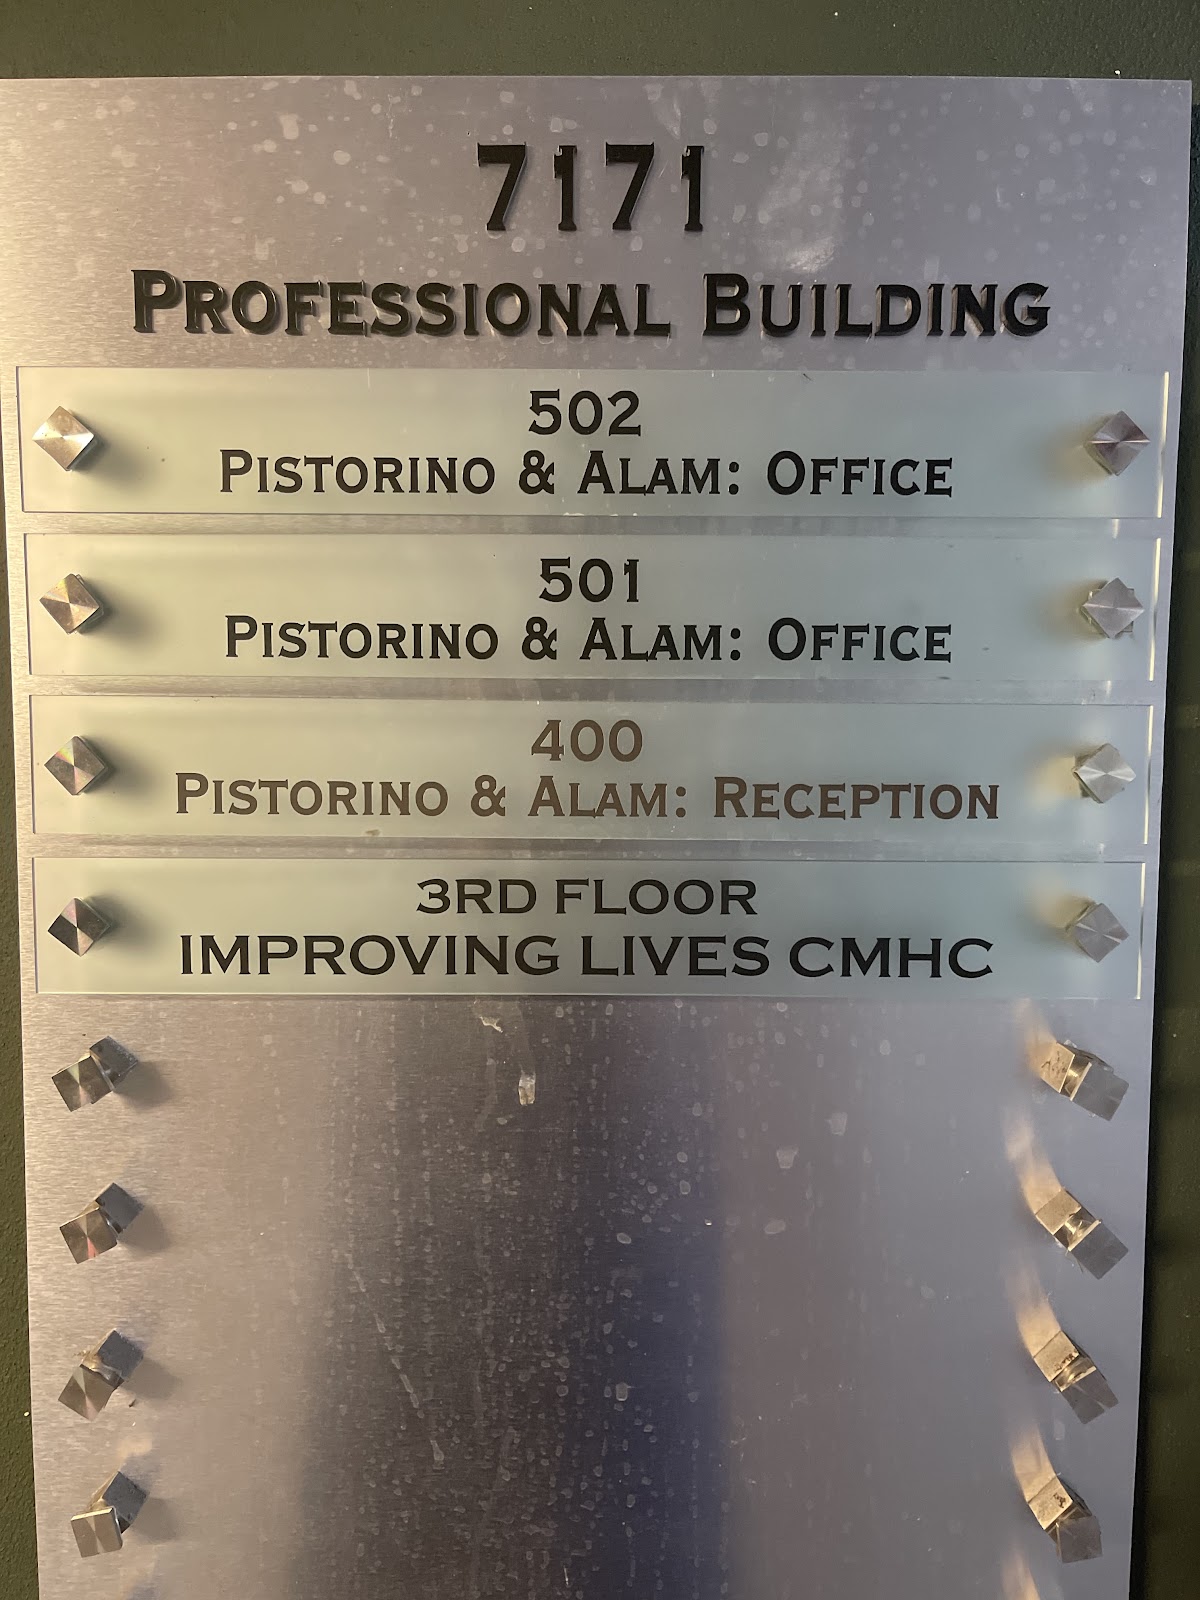 7171
PROFESSIONAL BUILDING
502
PISTORINO & ALAM: OFFICE
501
PISTORINO & ALAM: OFFICE
400
PISTORINO & ALAM: RECEPTION
3RD FLOOR
IMPROVING LIVES CMHC